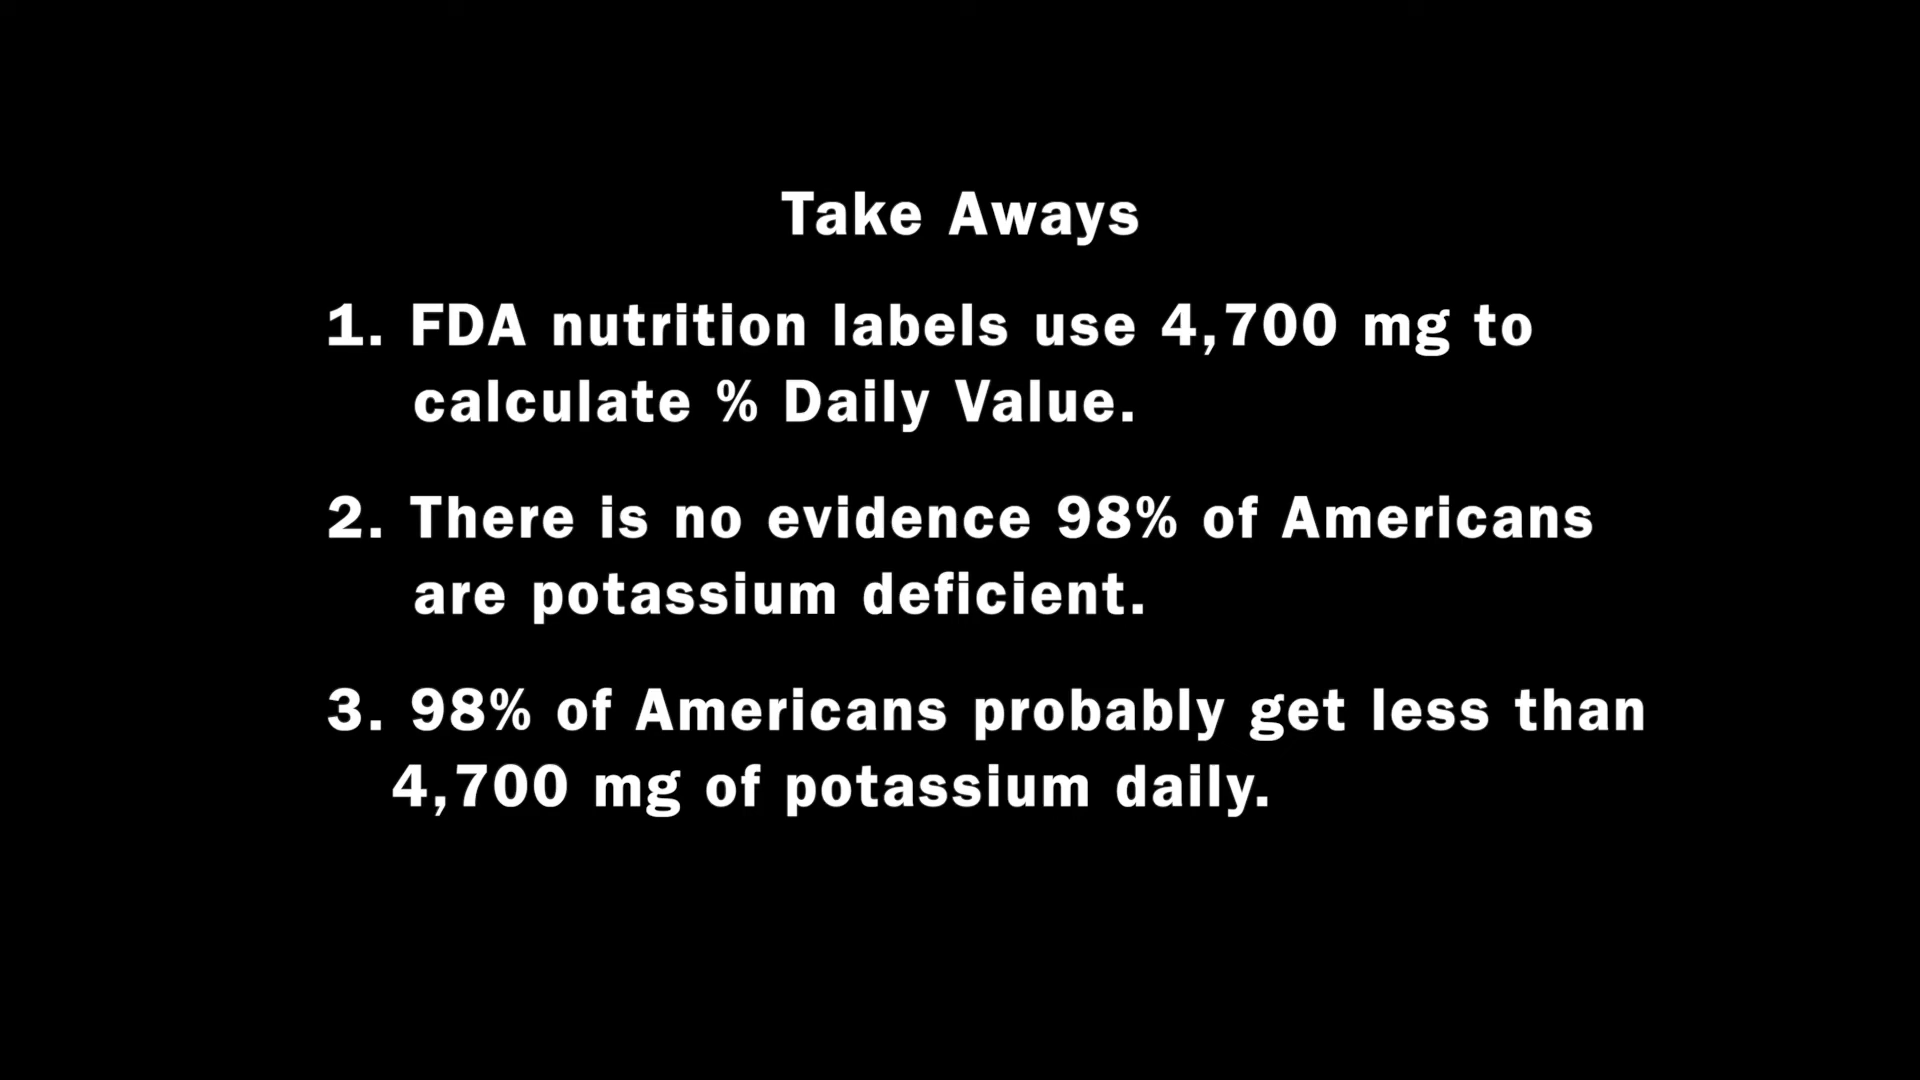 Take Aways
1. FDA nutrition labels use 4,700 mg to
calculate % Daily Value.
2. There is no evidence 98% of Americans
are potassium deficient.
3. 98% of Americans probably get less than
4,700 mg of potassium daily.